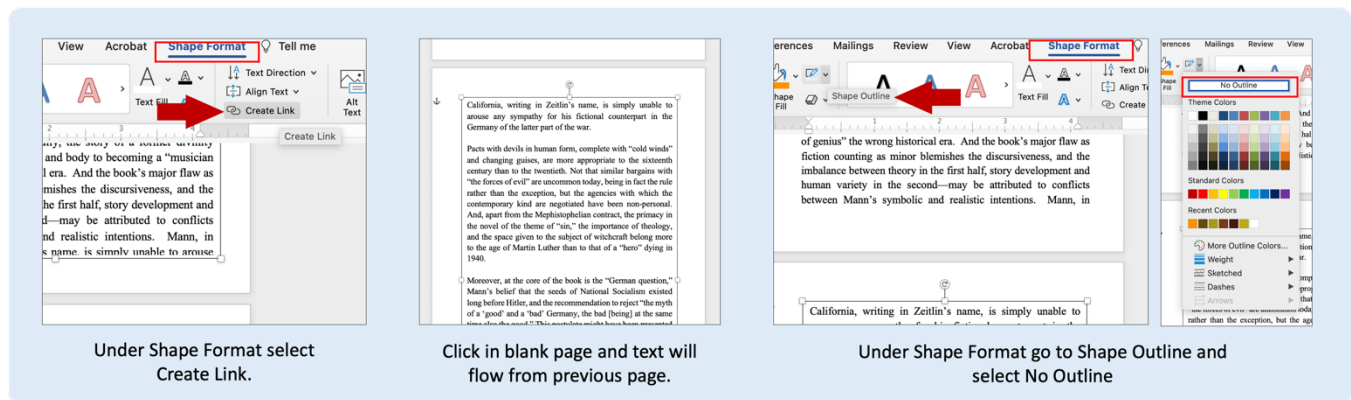 View Acrobat Shape Format Tell me
Text Direction
Align Text
Text Fill
Create Link
Alt
Text
Create Link
2 3 4
and body to becoming a “musician
l era. And the book’s major flaw as
mishes the discursiveness, and the
he first half, story development and
d—may be attributed to conflicts
nd realistic intentions. Mann, in
s name, is simply unable to arouse
Under Shape Format select
Create Link.
California, writing in Zeitlin’s name, is simply unable to
arouse any sympathy for his fictional counterpart in the
Germany of the latter part of the war.
Pacts with devils in human form, complete with “cold winds”
and changing guises, are more appropriate to the sixteenth
century than to the twentieth. Not that similar bargains with
“the forces of evil” are uncommon today, being in fact the rule
rather than the exception, but the agencies with which the
contemporary kind are negotiated have been non-personal.
And, apart from the Mephistophelian contract, the primacy in
the novel of the theme of “sin,” the importance of theology,
and the space given to the subject of witchcraft belong more
to the age of Martin Luther than to that of a “hero” dying in
1940.
Moreover, at the core of the book is the “German question,”
Mann’s belief that the seeds of National Socialism existed
long before Hitler, and the recommendation to reject “the myth
of a ‘good’ and a ‘bad’ Germany, the bad [being] at the same
Click in blank page and text will
flow from previous page.
erences Mailings Review View Acrobat Shape Format
Shape Outline
Text Fill
Text Di
Align Te
Create
1 2 3 4
of genius” the wrong historical era. And the book’s major flaw as
fiction counting as minor blemishes the discursiveness, and the
imbalance between theory in the first half, story development and
human variety in the second—may be attributed to conflicts
between Mann’s symbolic and realistic intentions. Mann, in
California, writing in Zeitlin’s name, is simply unable to
erences Mailings Review View
No Outline
Theme Colors
Standard Colors
Recent Colors
More Outline Colors...
Weight
Sketched
Dashes
Arrows
rather than the exception, but the age
Under Shape Format go to Shape Outline and
select No Outline